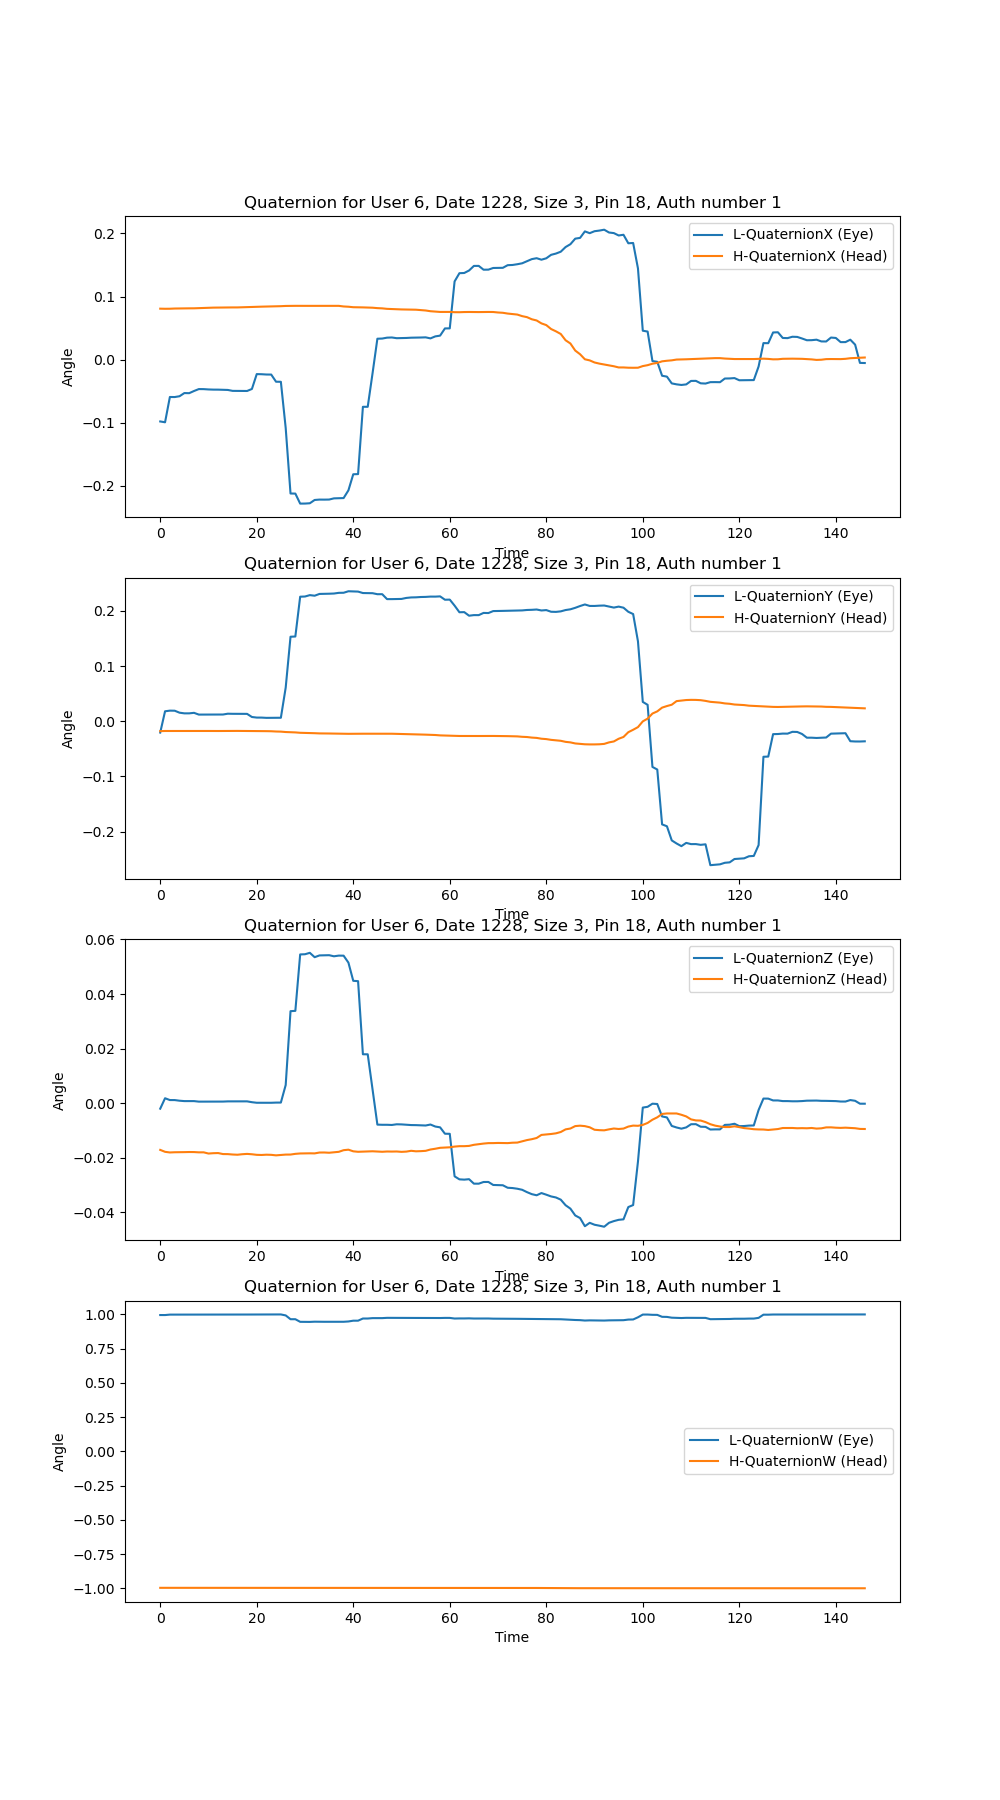 Quaternion for User 6, Date 1228, Size 3, Pin 18, Auth number 1
0.2
0.1
0.0
−0.1
−0.2
Angle
L-QuaternionX (Eye)
H-QuaternionX (Head)
0 20 40 60 80 100 120 140
Time
Quaternion for User 6, Date 1228, Size 3, Pin 18, Auth number 1
0.2
0.1
0.0
−0.1
−0.2
Angle
L-QuaternionY (Eye)
H-QuaternionY (Head)
0 20 40 60 80 100 120 140
Time
Quaternion for User 6, Date 1228, Size 3, Pin 18, Auth number 1
0.06
0.04
0.02
0.00
−0.02
−0.04
Angle
L-QuaternionZ (Eye)
H-QuaternionZ (Head)
0 20 40 60 80 100 120 140
Time
Quaternion for User 6, Date 1228, Size 3, Pin 18, Auth number 1
1.00
0.75
0.50
0.25
0.00
−0.25
−0.50
−0.75
−1.00
Angle
L-QuaternionW (Eye)
H-QuaternionW (Head)
0 20 40 60 80 100 120 140
Time